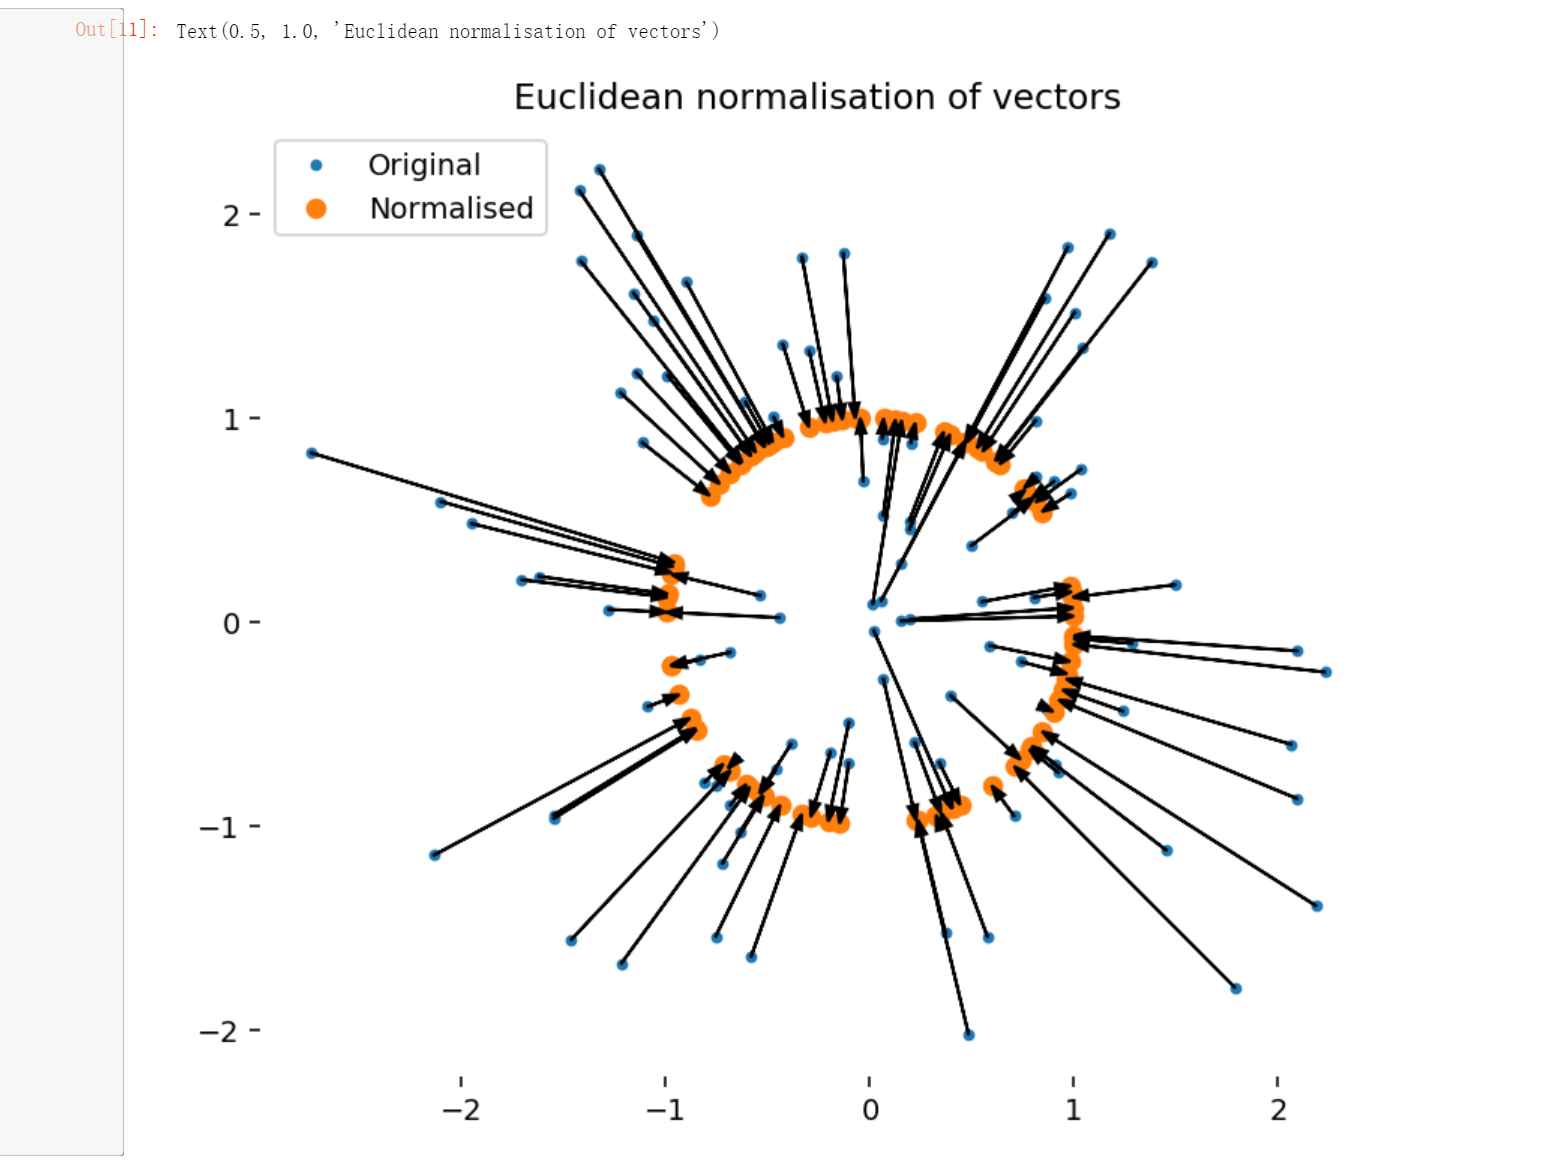 Out[11]: Text(0.5, 1.0, 'Euclidean normalisation of vectors')
Euclidean normalisation of vectors
Original
Normalised
2
1
0
−1
−2
−2 −1 0 1 2